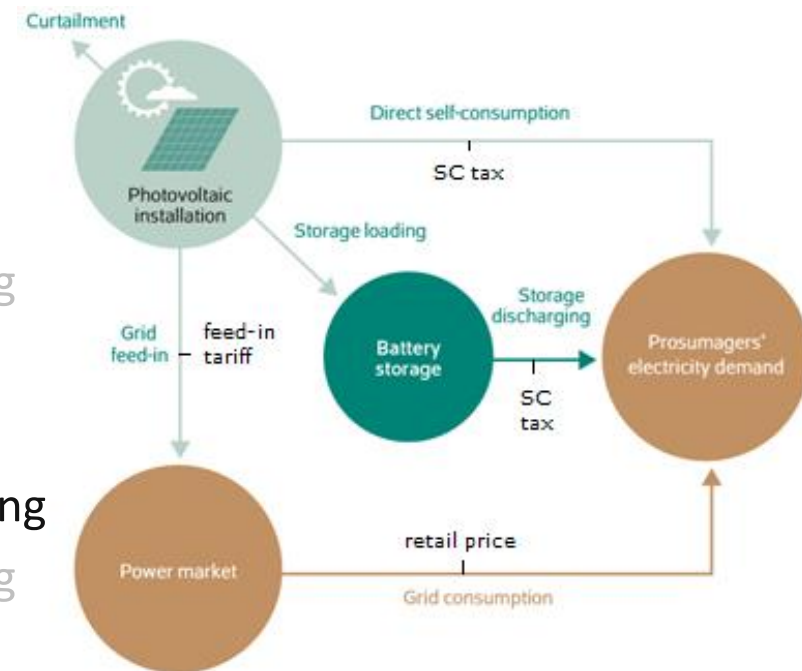 Curtailment
Direct self-consumption
SC tax
Photovoltaic
installation
Storage loading
g
Grid
feed-in
feed-in
tariff
Storage
discharging
Battery
storage
SC
tax
Prosumagers'
electricity demand
ng
retail price
Power market
g
Grid consumption